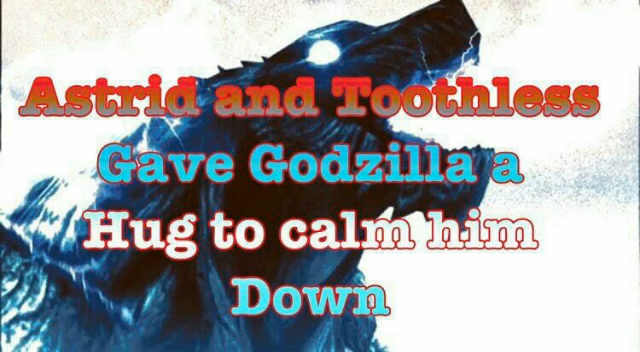 Astrid and Toothless
Gave Godzilla a
Hug to calm him
Down